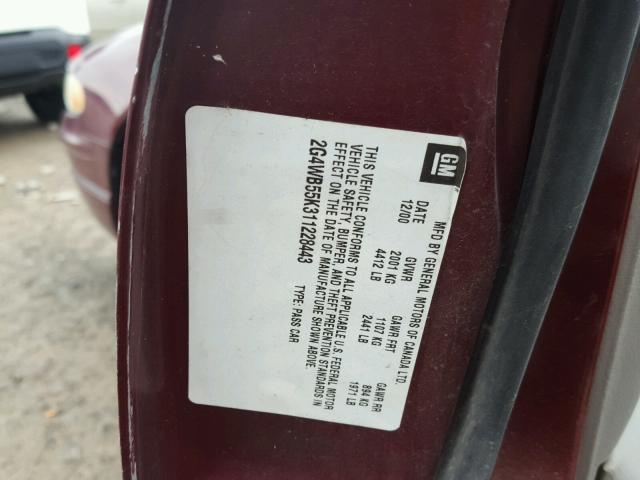 GM
MFD BY GENERAL MOTORS OF CANADA LTD.
DATE GVWR GAWR FRT GAWR RR
12/00 2001 KG 1107 KG 894 KG
4412 LB 2441 LB 1971 LB
THIS VEHICLE CONFORMS TO ALL APPLICABLE U.S. FEDERAL MOTOR
VEHICLE SAFETY, BUMPER, AND THEFT PREVENTION STANDARDS IN
EFFECT ON THE DATE OF MANUFACTURE SHOWN ABOVE.
2G4WB55K311228443 TYPE: PASS CAR